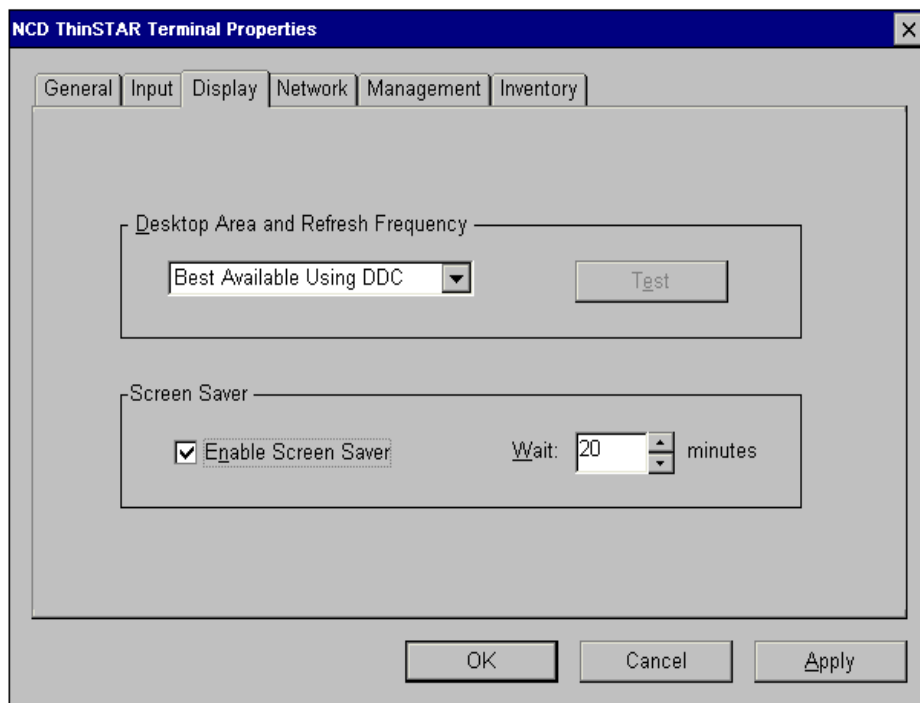 NCD ThinSTAR Terminal Properties
General Input Display Network Management Inventory
Desktop Area and Refresh Frequency
Best Available Using DDC Test
Screen Saver
Enable Screen Saver Wait: 20 minutes
OK Cancel Apply